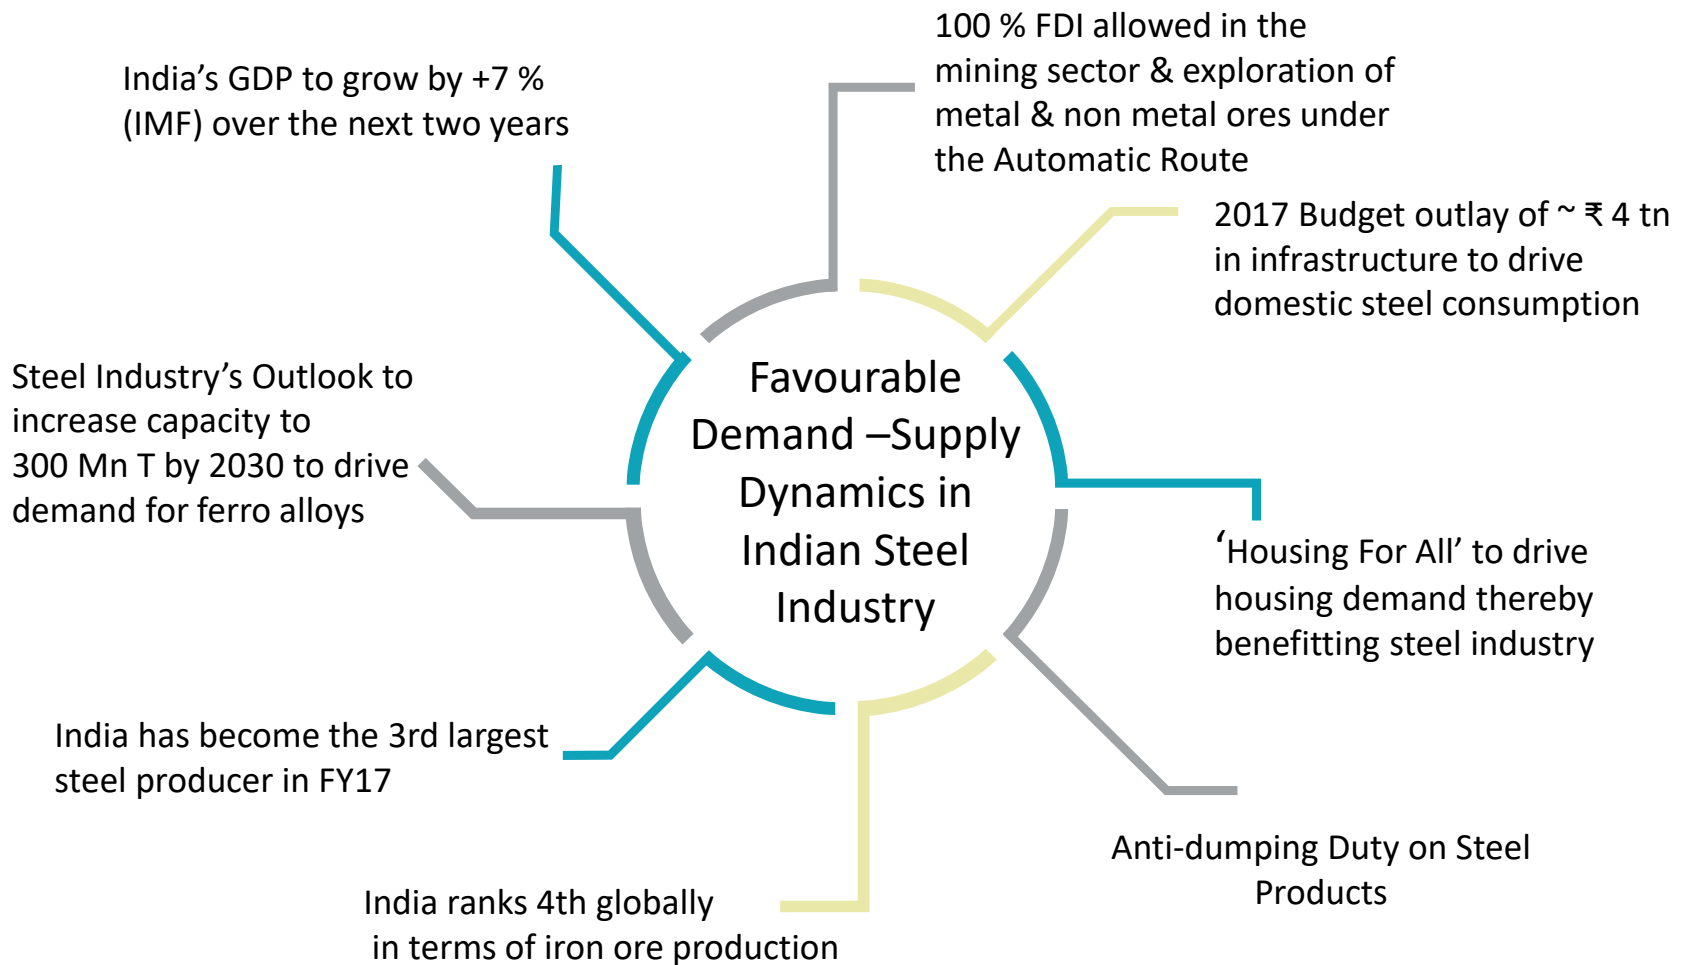 India’s GDP to grow by +7 %
(IMF) over the next two years
100 % FDI allowed in the
mining sector & exploration of
metal & non metal ores under
the Automatic Route
2017 Budget outlay of ~ ₹ 4 tn
in infrastructure to drive
domestic steel consumption
Steel Industry’s Outlook to
increase capacity to
300 Mn T by 2030 to drive
demand for ferro alloys
Favourable
Demand –Supply
Dynamics in
Indian Steel
Industry
‘Housing For All’ to drive
housing demand thereby
benefitting steel industry
India has become the 3rd largest
steel producer in FY17
Anti-dumping Duty on Steel
Products
India ranks 4th globally
in terms of iron ore production